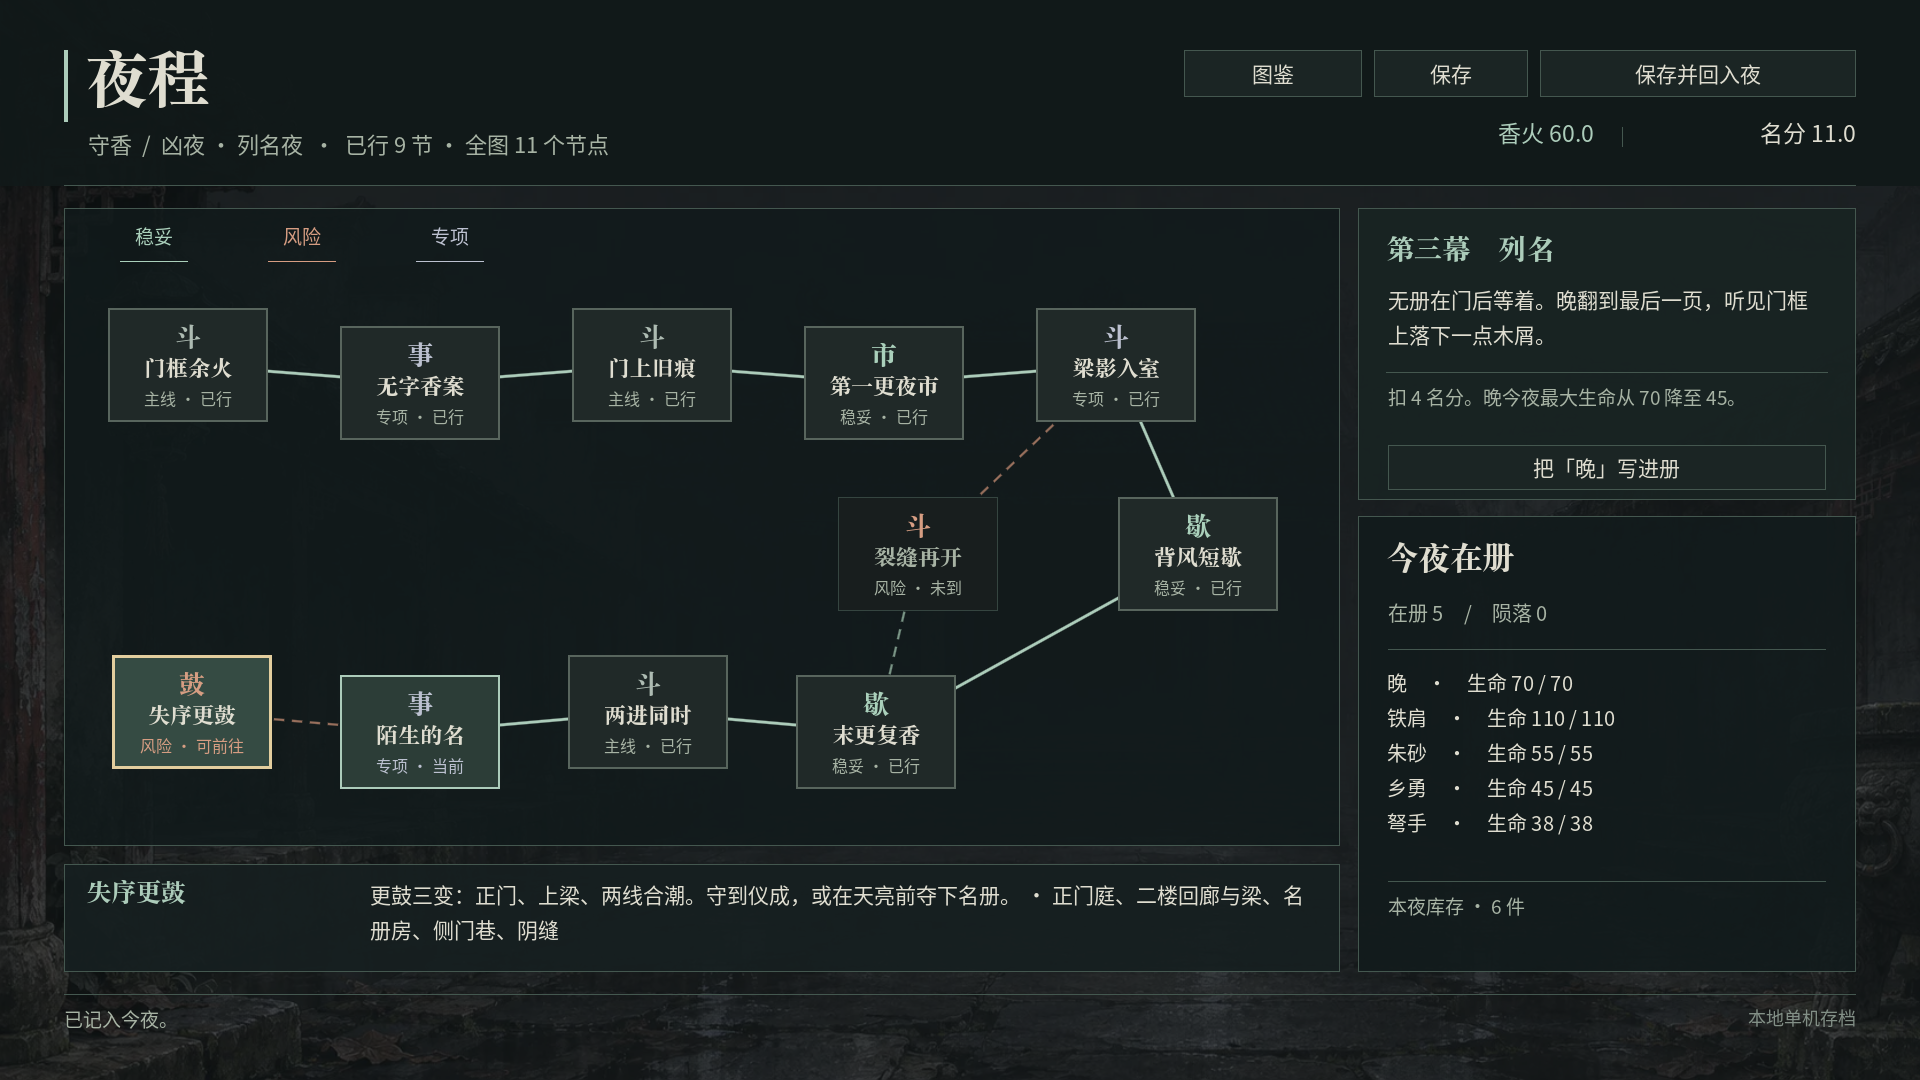 夜程
守香 / 凶夜 · 列名夜 · 已行 9 节 · 全图 11 个节点
图鉴
保存
保存并回入夜
香火 60.0
名分 11.0
稳妥
风险
专项
斗
门框余火
主线 · 已行
事
无字香案
专项 · 已行
斗
门上旧痕
主线 · 已行
市
第一更夜市
稳妥 · 已行
斗
梁影入室
专项 · 已行
斗
裂缝再开
风险 · 未到
歇
背风短歇
稳妥 · 已行
鼓
失序更鼓
风险 · 可前往
事
陌生的名
专项 · 当前
斗
两进同时
主线 · 已行
歇
末更复香
稳妥 · 已行
失序更鼓
更鼓三变：正门、上梁、两线合潮。守到仪成，或在天亮前夺下名册。 · 正门庭、二楼回廊与梁、名
册房、侧门巷、阴缝
第三幕 列名
无册在门后等着。晚翻到最后一页，听见门框
上落下一点木屑。
扣 4 名分。晚今夜最大生命从 70 降至 45。
把「晚」写进册
今夜在册
在册 5 / 陨落 0
晚 · 生命 70 / 70
铁肩 · 生命 110 / 110
朱砂 · 生命 55 / 55
乡勇 · 生命 45 / 45
弩手 · 生命 38 / 38
本夜库存 · 6 件
已记入今夜。
本地单机存档